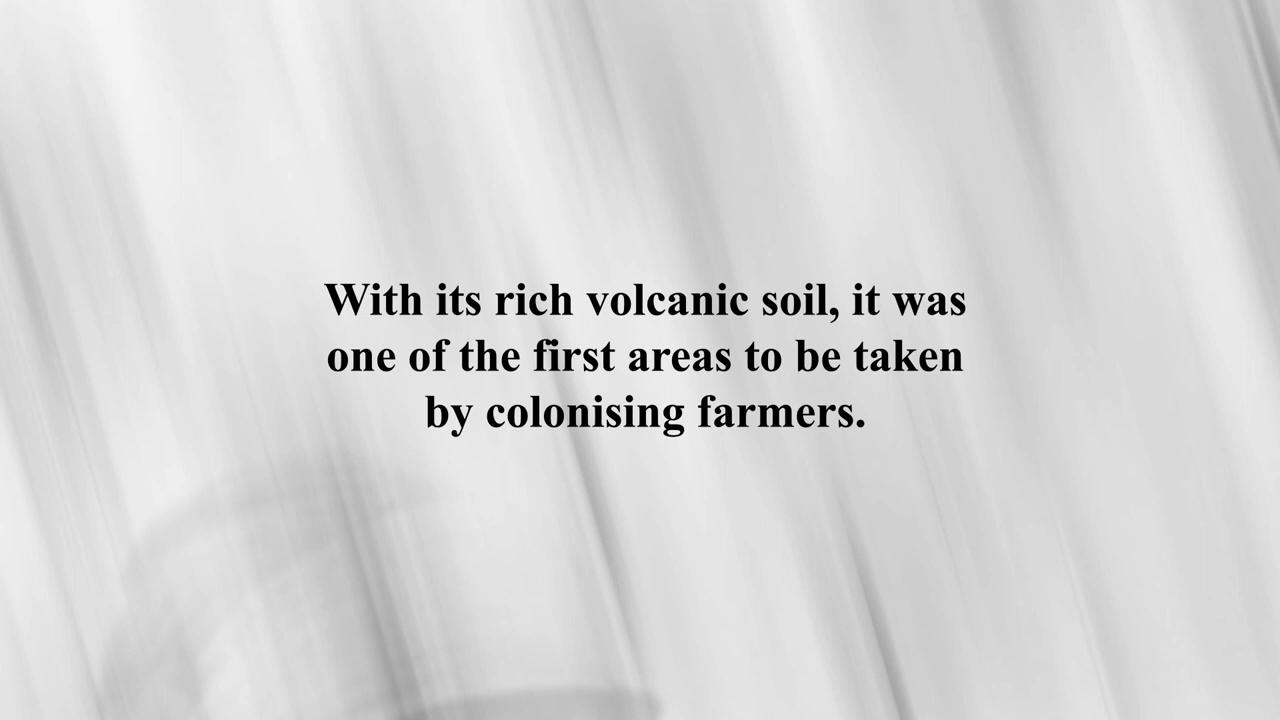 With its rich volcanic soil, it was
one of the first areas to be taken
by colonising farmers.